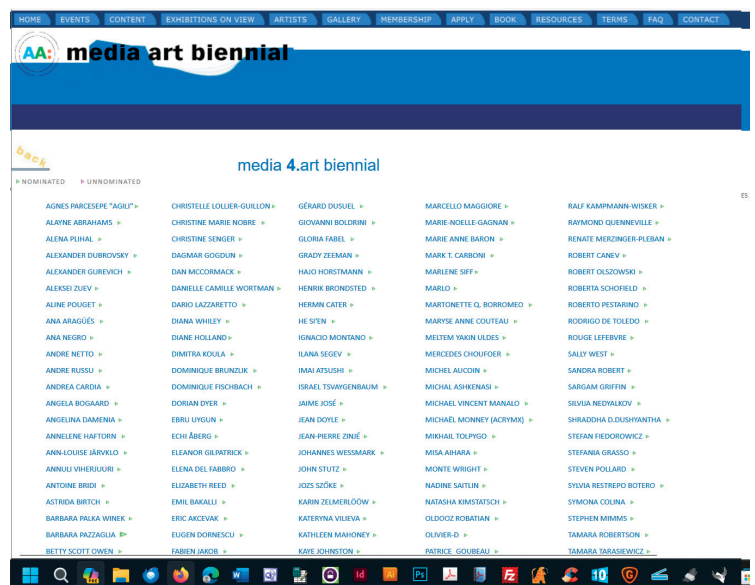 HOME EVENTS CONTENT EXHIBITIONS ON VIEW ARTISTS GALLERY MEMBERSHIP APPLY BOOK RESOURCES TERMS FAQ CONTACT
AA: media art biennial
back
media 4.art biennial
NOMINATED UNNOMINATED
ES
AGNES PARCESEPE "AGILI"
ALAYNE ABRAHAMS
ALENA PLIHAL
ALEXANDER DUBROVSKY
ALEXANDER GUREVICH
ALEKSEI ZUEV
ALINE POUGET
ANA ARAGÜÉS
ANA NEGRO
ANDRE NETTO
ANDRE RUSSU
ANDREA CARDIA
ANGELA BOGAARD
ANGELINA DAMENIA
ANNELENE HAFTORN
ANN-LOUISE JÄRVKLO
ANNULI VIHERJUURI
ANTOINE BRIDI
ASTRIDA BIRTCH
BARBARA PALKA WINEK
BARBARA PAZZAGLIA
BETTY SCOTT OWEN
CHRISTELLE LOLLIER-GUILLON
CHRISTINE MARIE NOBRE
CHRISTINE SENGER
DAGMAR GOGDUN
DAN MCCORMACK
DANIELLE CAMILLE WORTMAN
DARIO LAZZARETTO
DIANA WHILEY
DIANE HOLLAND
DIMITRA KOULA
DOMINIQUE BRUNZLIK
DOMINIQUE FISCHBACH
DORIAN DYER
EBRU UYGUN
ECHI ÅBERG
ELEANOR GILPATRICK
ELENA DEL FABBRO
ELIZABETH REED
EMIL BAKALLI
ERIC AKCEVAK
EUGEN DORNESCU
FABIEN JAKOB
GÉRARD DUSUEL
GIOVANNI BOLDRINI
GLORIA FABEL
GRADY ZEEMAN
HAJO HORSTMANN
HENRIK BRONDSTED
HERMN CATER
HE SI'EN
IGNACIO MONTANO
ILANA SEGEV
IMAI ATSUSHI
ISRAEL TSVAYGENBAUM
JAIME JOSÉ
JEAN DOYLE
JEAN-PIERRE ZINJÉ
JOHANNES WESSMARK
JOHN STUTZ
JOZS SZŐKE
KARIN ZELMERLÖÖW
KATERYNA VILIEVA
KATHLEEN MAHONEY
KAYE JOHNSTON
MARCELLO MAGGIORE
MARIE-NOELLE-GAGNAN
MARIE ANNE BARON
MARK T. CARBONI
MARLENE SIFF
MARLO
MARTONETTE Q. BORROMEO
MARYSE ANNE COUTEAU
MELTEM YAKIN ULDES
MERCEDES CHOUFOER
MICHEL AUCOIN
MICHAL ASHKENASI
MICHAEL VINCENT MANALO
MICHAËL MONNEY (ACRYMX)
MIKHAIL TOLPYGO
MISA AIHARA
MONTE WRIGHT
NADINE SAITLIN
NATASHA KIMSTATSCH
OLDOOZ ROBATIAN
OLIVIER-D
PATRICE GOUBEAU
RALF KAMPMANN-WISKER
RAYMOND QUENNEVILLE
RENATE MERZINGER-PLEBAN
ROBERT CANEV
ROBERT OLSZOWSKI
ROBERTA SCHOFIELD
ROBERTO PESTARINO
RODRIGO DE TOLEDO
ROUGE LEFEBVRE
SALLY WEST
SANDRA ROBERT
SARGAM GRIFFIN
SILVIJA NEDYALKOV
SHRADDHA D.DUSHYANTHA
STEFAN FIEDOROWICZ
STEFANIA GRASSO
STEVEN POLLARD
SYLVIA RESTREPO BOTERO
SYMONA COLINA
STEPHEN MIMMS
TAMARA ROBERTSON
TAMARA TARASIEWICZ